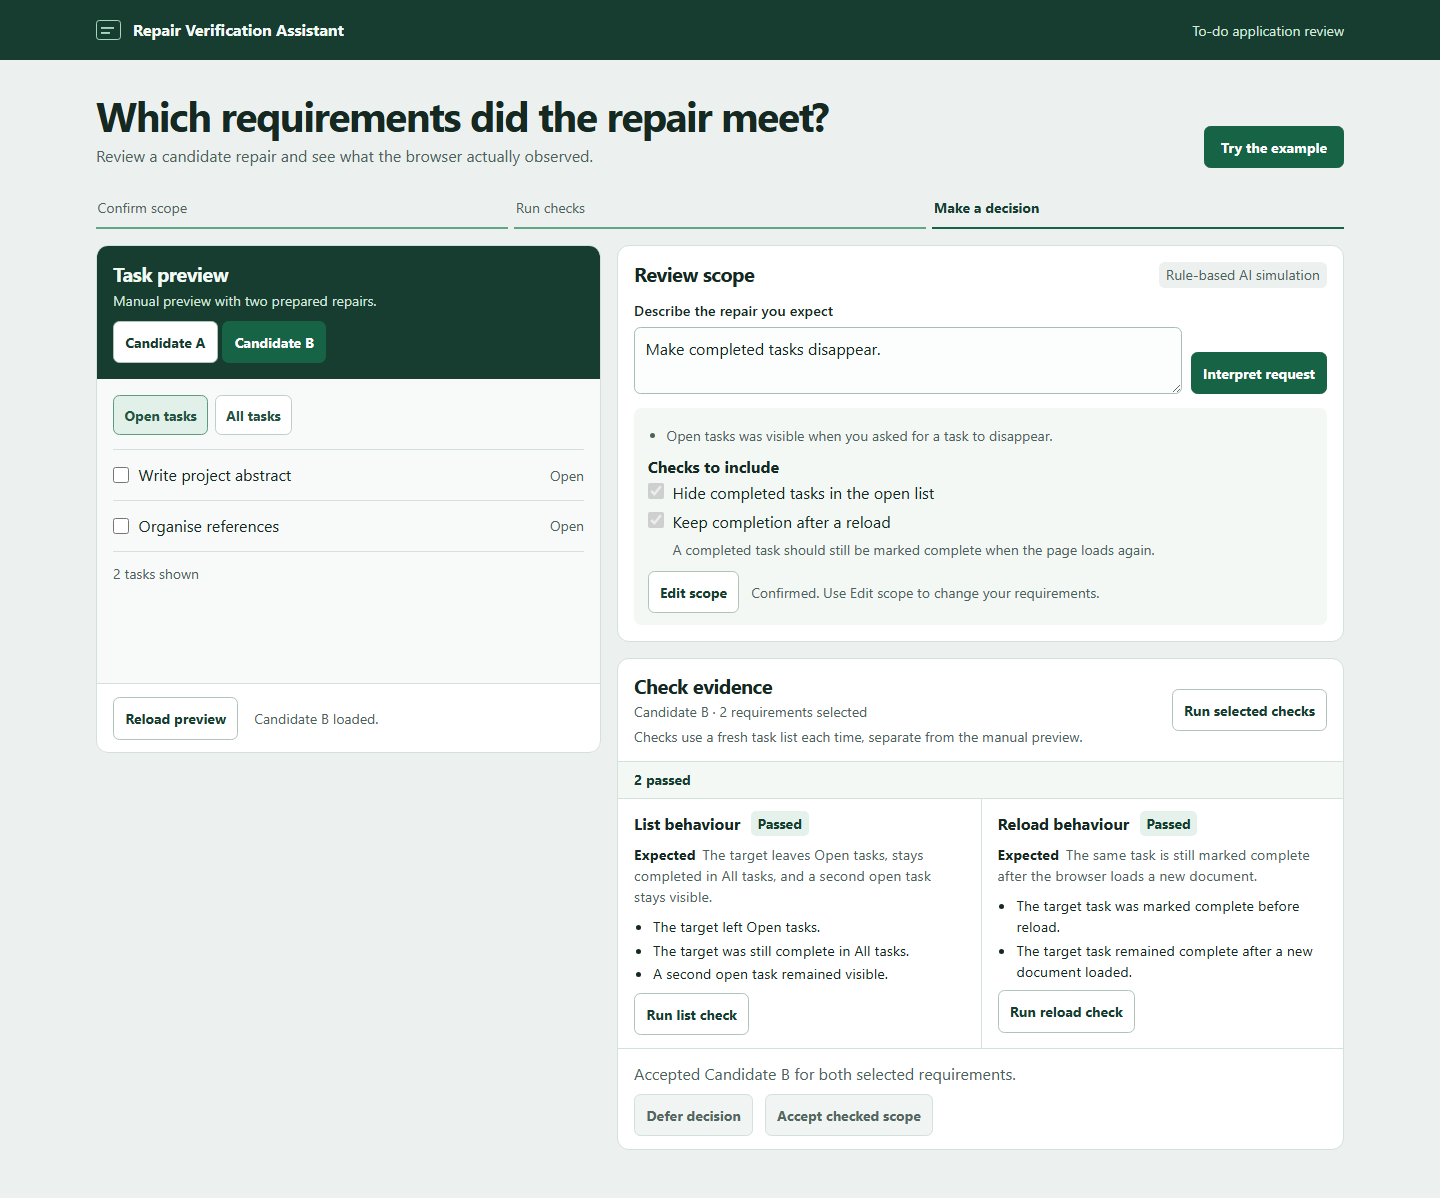 Repair Verification Assistant
To-do application review
Which requirements did the repair meet?
Review a candidate repair and see what the browser actually observed.
Try the example
Confirm scope
Run checks
Make a decision
Task preview
Manual preview with two prepared repairs.
Candidate A
Candidate B
Open tasks
All tasks
Write project abstract
Open
Organise references
Open
2 tasks shown
Reload preview
Candidate B loaded.
Review scope
Rule-based AI simulation
Describe the repair you expect
Make completed tasks disappear.
Interpret request
Open tasks was visible when you asked for a task to disappear.
Checks to include
Hide completed tasks in the open list
Keep completion after a reload
A completed task should still be marked complete when the page loads again.
Edit scope
Confirmed. Use Edit scope to change your requirements.
Check evidence
Candidate B · 2 requirements selected
Checks use a fresh task list each time, separate from the manual preview.
Run selected checks
2 passed
List behaviour
Passed
Expected The target leaves Open tasks, stays
completed in All tasks, and a second open task
stays visible.
The target left Open tasks.
The target was still complete in All tasks.
A second open task remained visible.
Run list check
Reload behaviour
Passed
Expected The same task is still marked complete
after the browser loads a new document.
The target task was marked complete before
reload.
The target task remained complete after a new
document loaded.
Run reload check
Accepted Candidate B for both selected requirements.
Defer decision
Accept checked scope